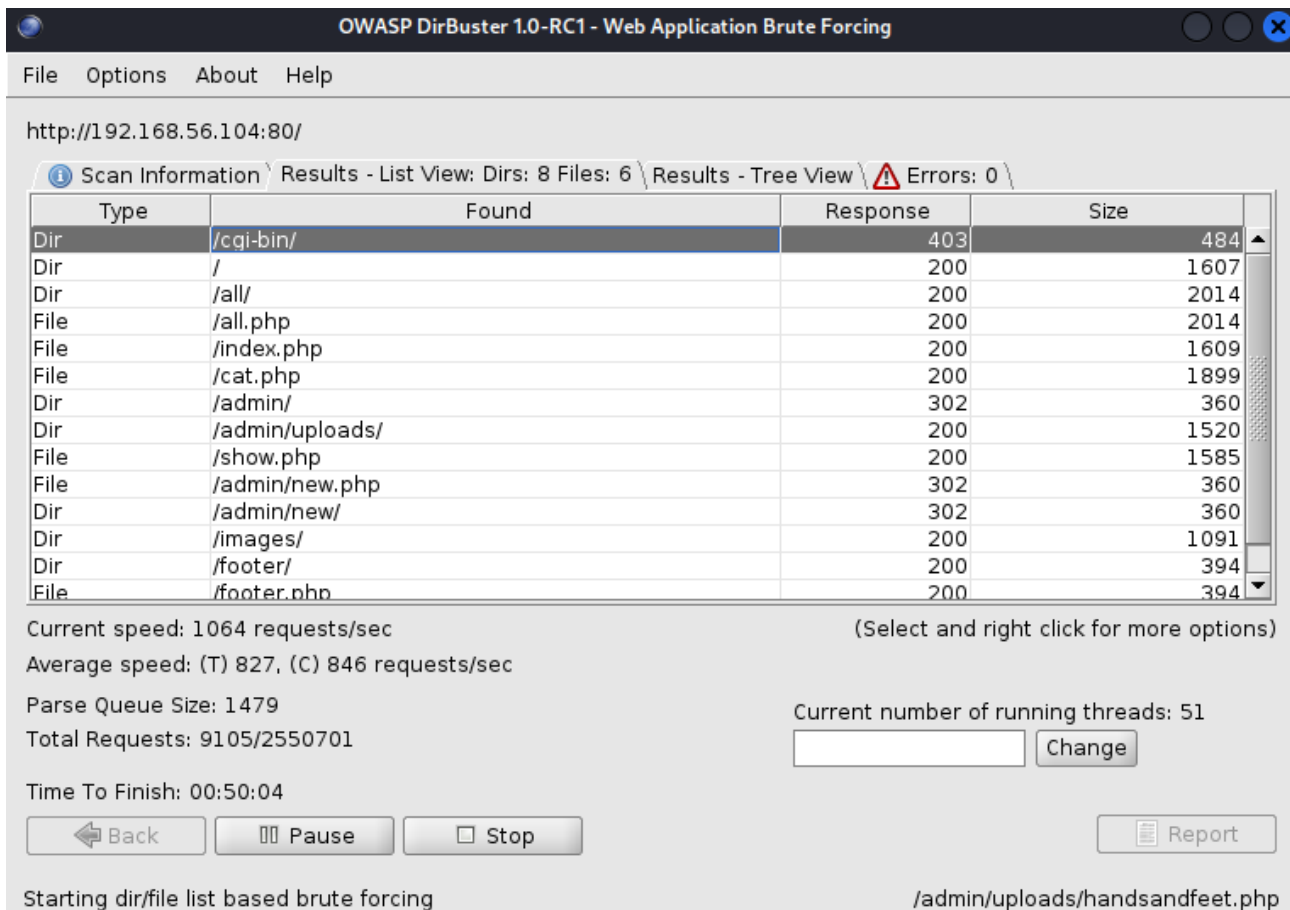 OWASP DirBuster 1.0-RC1 - Web Application Brute Forcing
File Options About Help
http://192.168.56.104:80/
Scan Information Results - List View: Dirs: 8 Files: 6 Results - Tree View Errors: 0
Type Found Response Size
Dir /cgi-bin/ 403 484
Dir / 200 1607
Dir /all/ 200 2014
File /all.php 200 2014
File /index.php 200 1609
File /cat.php 200 1899
Dir /admin/ 302 360
Dir /admin/uploads/ 200 1520
File /show.php 200 1585
File /admin/new.php 302 360
Dir /admin/new/ 302 360
Dir /images/ 200 1091
Dir /footer/ 200 394
File /footer.php 200 394
Current speed: 1064 requests/sec (Select and right click for more options)
Average speed: (T) 827, (C) 846 requests/sec
Parse Queue Size: 1479 Current number of running threads: 51
Total Requests: 9105/2550701 Change
Time To Finish: 00:50:04
Back Pause Stop Report
Starting dir/file list based brute forcing /admin/uploads/handsandfeet.php